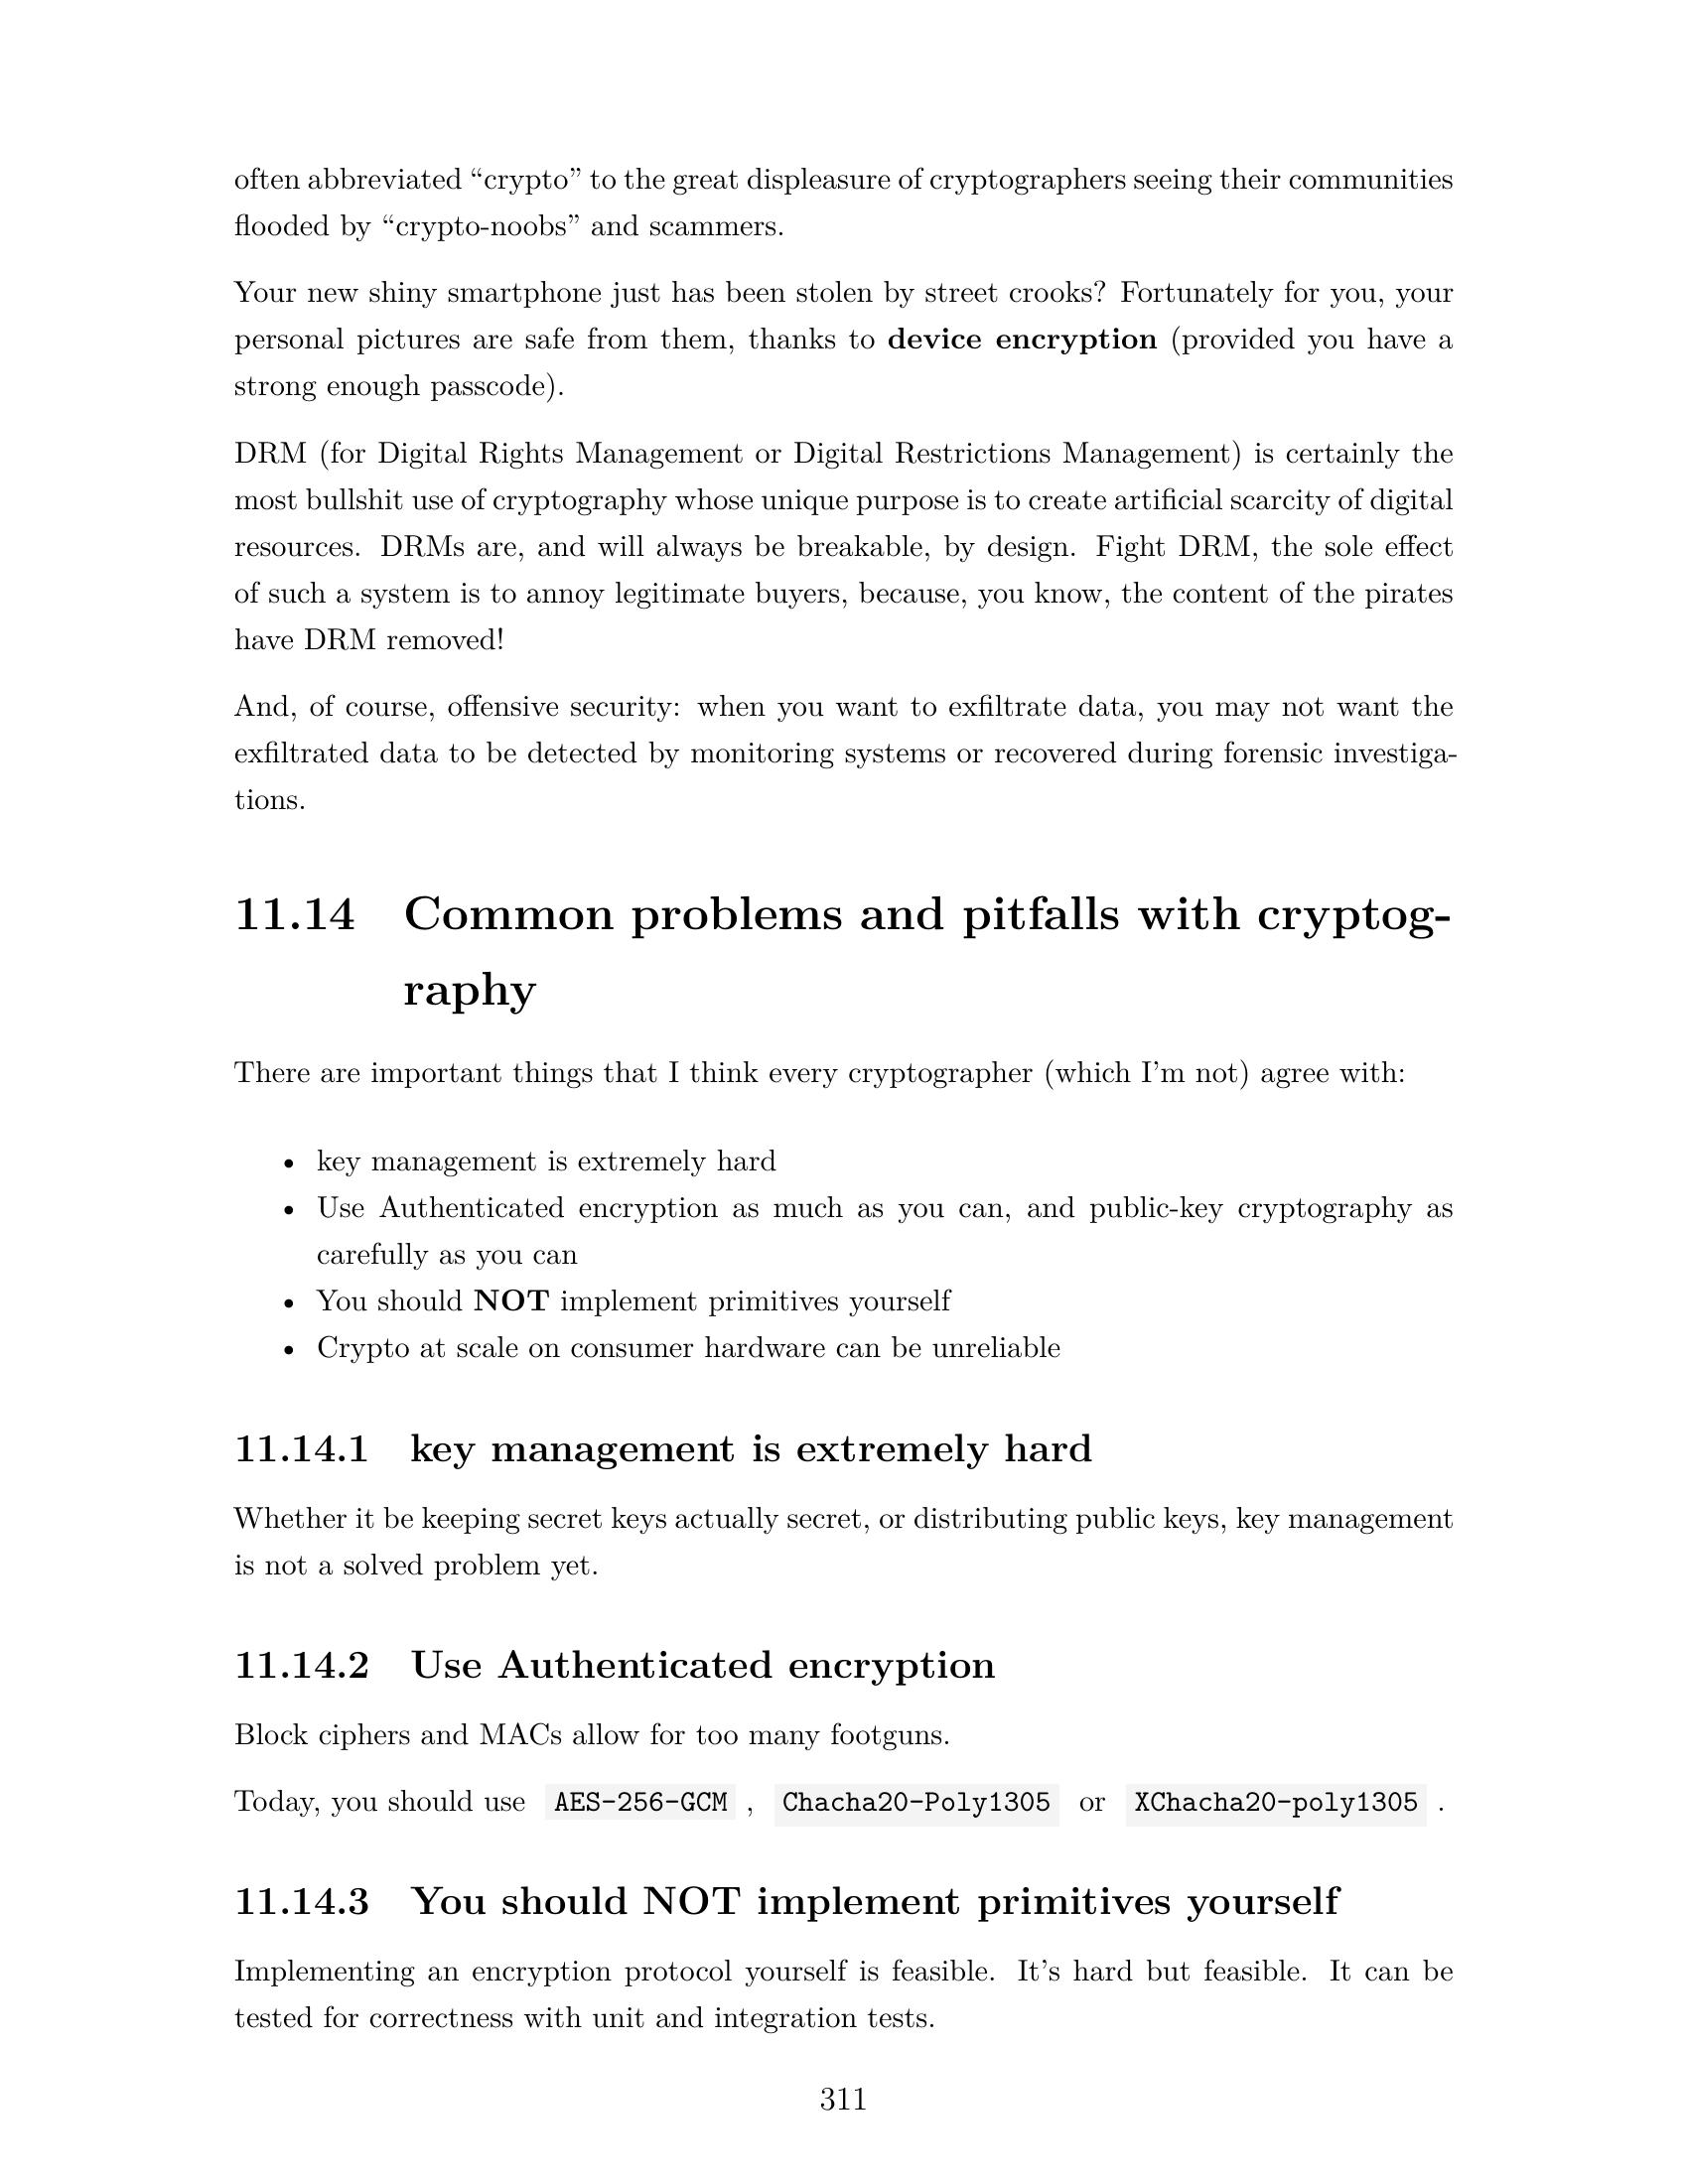 often abbreviated “crypto” to the great displeasure of cryptographers seeing their communities
flooded by “crypto-noobs” and scammers.
Your new shiny smartphone just has been stolen by street crooks? Fortunately for you, your
personal pictures are safe from them, thanks to device encryption (provided you have a
strong enough passcode).
DRM (for Digital Rights Management or Digital Restrictions Management) is certainly the
most bullshit use of cryptography whose unique purpose is to create artificial scarcity of digital
resources. DRMs are, and will always be breakable, by design. Fight DRM, the sole effect
of such a system is to annoy legitimate buyers, because, you know, the content of the pirates
have DRM removed!
And, of course, offensive security: when you want to exfiltrate data, you may not want the
exfiltrated data to be detected by monitoring systems or recovered during forensic investiga-
tions.
11.14 Common problems and pitfalls with cryptog-
raphy
There are important things that I think every cryptographer (which I’m not) agree with:
• key management is extremely hard
• Use Authenticated encryption as much as you can, and public-key cryptography as
carefully as you can
• You should NOT implement primitives yourself
• Crypto at scale on consumer hardware can be unreliable
11.14.1 key management is extremely hard
Whether it be keeping secret keys actually secret, or distributing public keys, key management
is not a solved problem yet.
11.14.2 Use Authenticated encryption
Block ciphers and MACs allow for too many footguns.
Today, you should use AES-256-GCM , Chacha20-Poly1305 or XChacha20-poly1305 .
11.14.3 You should NOT implement primitives yourself
Implementing an encryption protocol yourself is feasible. It’s hard but feasible. It can be
tested for correctness with unit and integration tests.
311